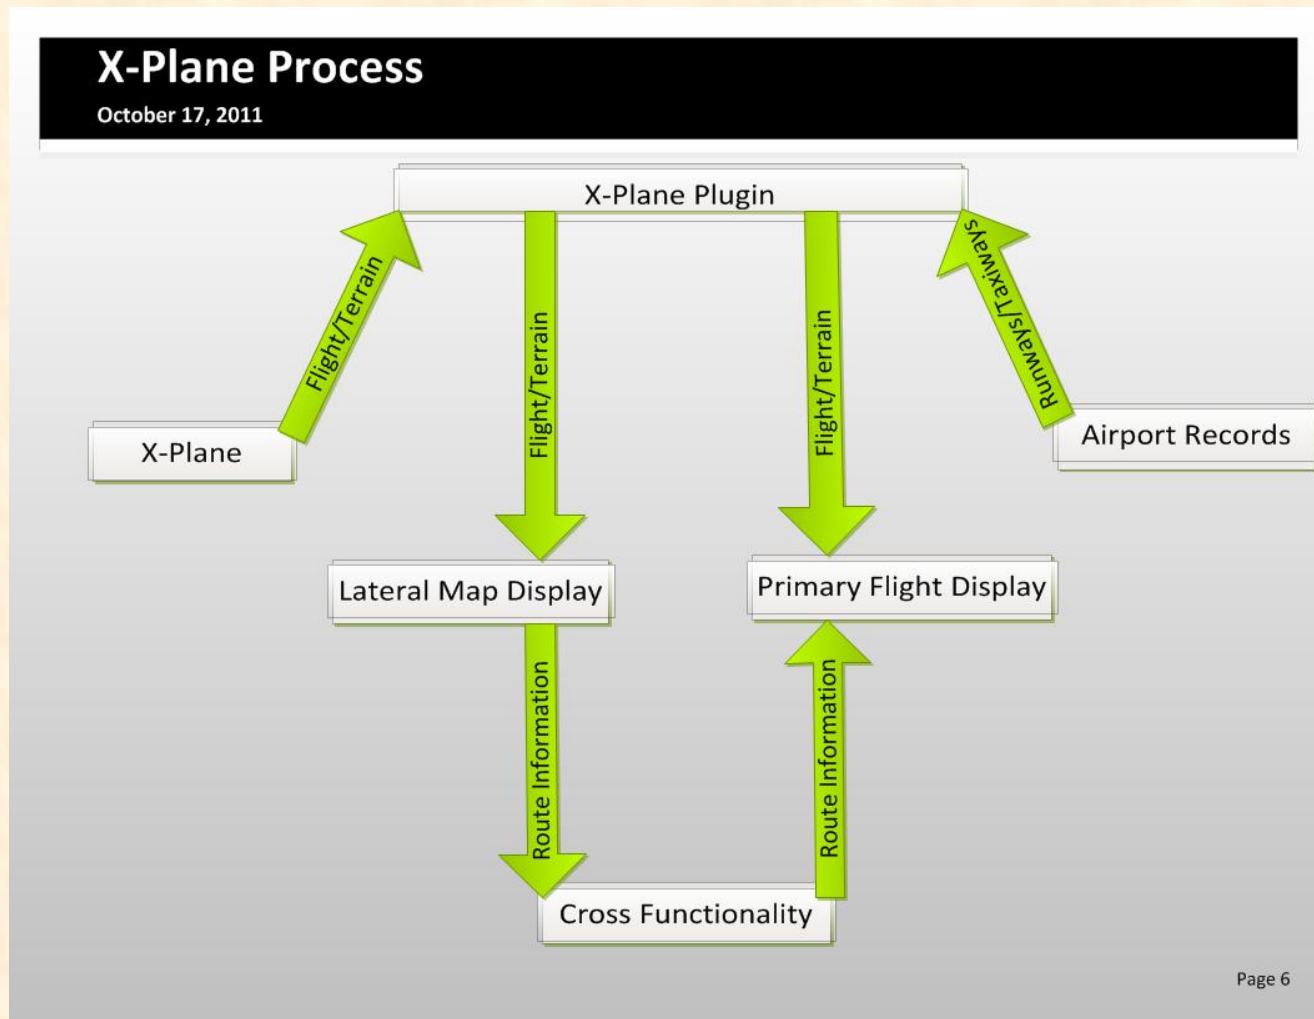 X-Plane Process
October 17, 2011
X-Plane Plugin
Flight/Terrain
Flight/Terrain
Flight/Terrain
Runways/Taxiways
X-Plane
Airport Records
Lateral Map Display
Primary Flight Display
Route Information
Route Information
Cross Functionality
Page 6